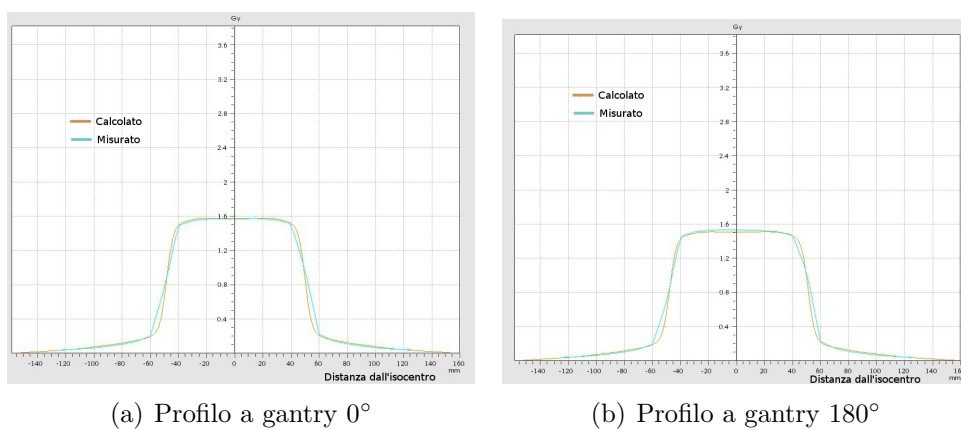 Gy
3.6
3.2
2.8
Calcolato
Misurato
2.4
2
1.6
1.2
0.8
0.4
-140 -120 -100 -80 -60 -40 -20 0 20 40 60 80 100 120 140 160
mm
Distanza dall'isocentro
(a) Profilo a gantry 0°
Gy
3.6
3.2
2.8
Calcolato
Misurato
2.4
2
1.6
1.2
0.8
0.4
-140 -120 -100 -80 -60 -40 -20 0 20 40 60 80 100 120 140
mm
Distanza dall'isocentro
(b) Profilo a gantry 180°